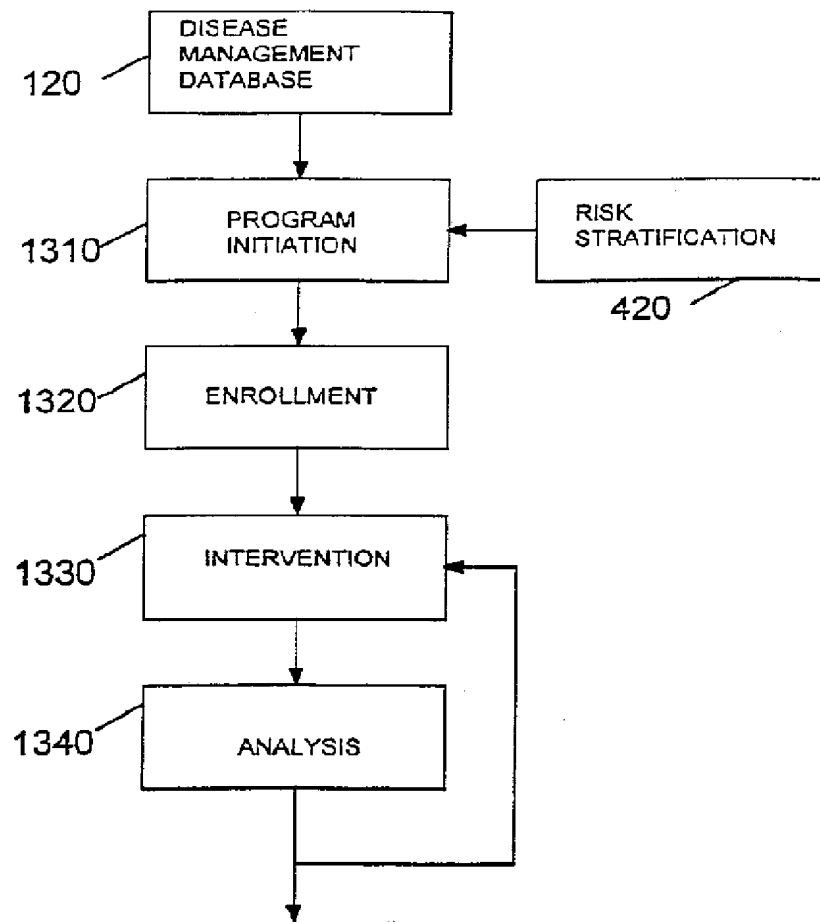 DISEASE
MANAGEMENT
DATABASE
120
PROGRAM
INITIATION
1310
RISK
STRATIFICATION
420
ENROLLMENT
1320
INTERVENTION
1330
ANALYSIS
1340